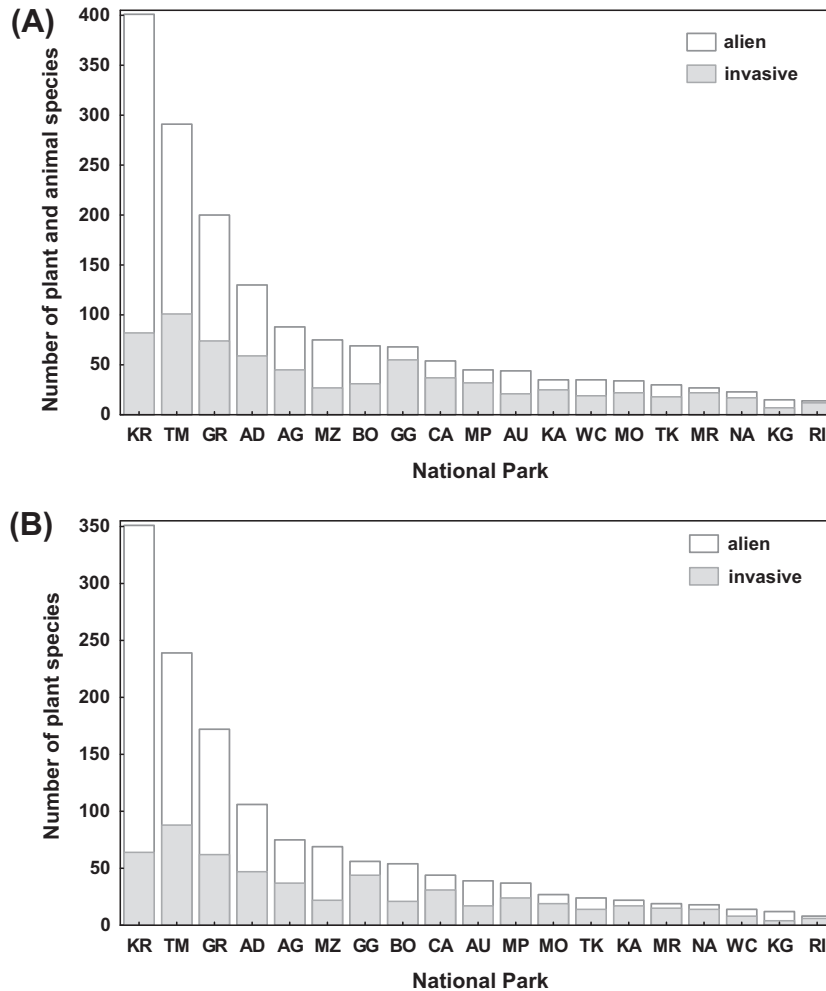 (A)
Number of plant and animal species
400
350
300
250
200
150
100
50
0
alien
invasive
KR TM GR AD AG MZ BO GG CA MP AU KA WC MO TK MR NA KG RI
National Park
(B)
Number of plant species
350
300
250
200
150
100
50
0
alien
invasive
KR TM GR AD AG MZ GG BO CA AU MP MO TK KA MR NA WC KG RI
National Park